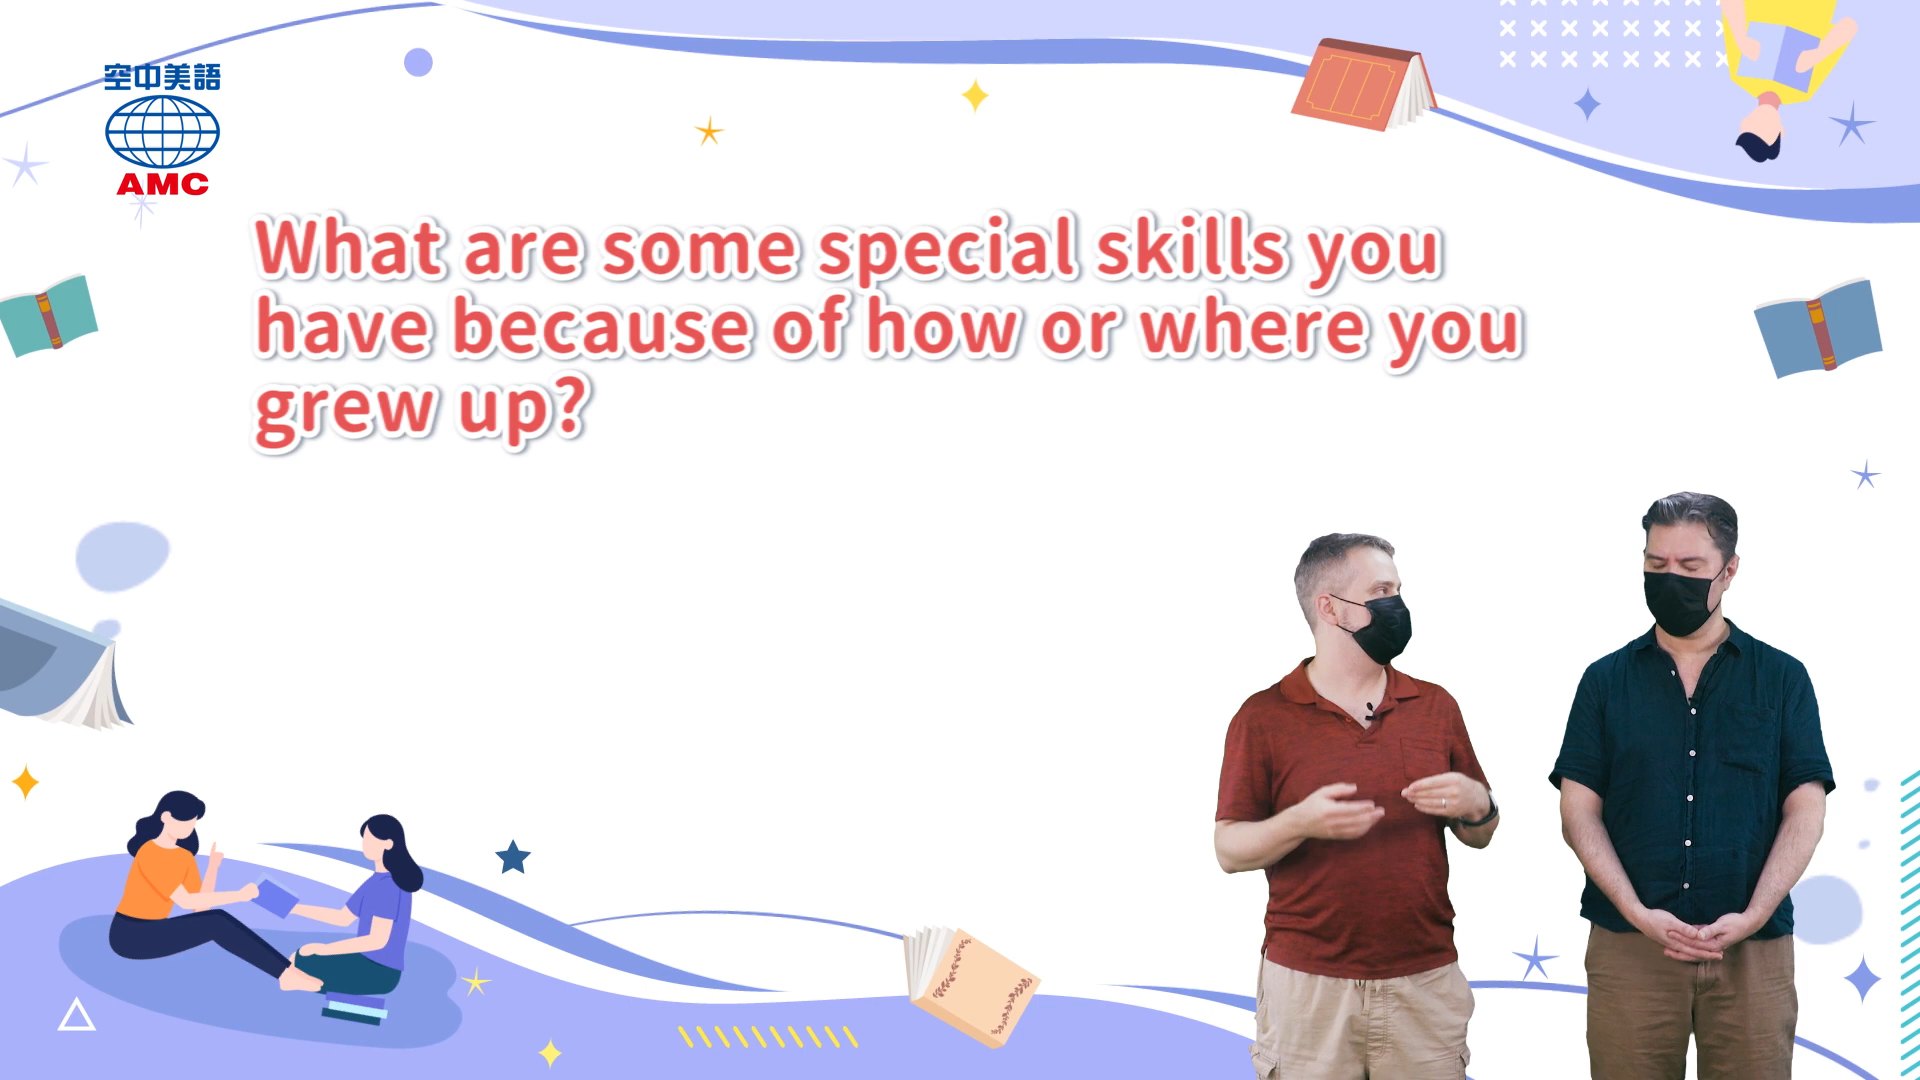 空中美語
AMC
What are some special skills you
have because of how or where you
grew up?